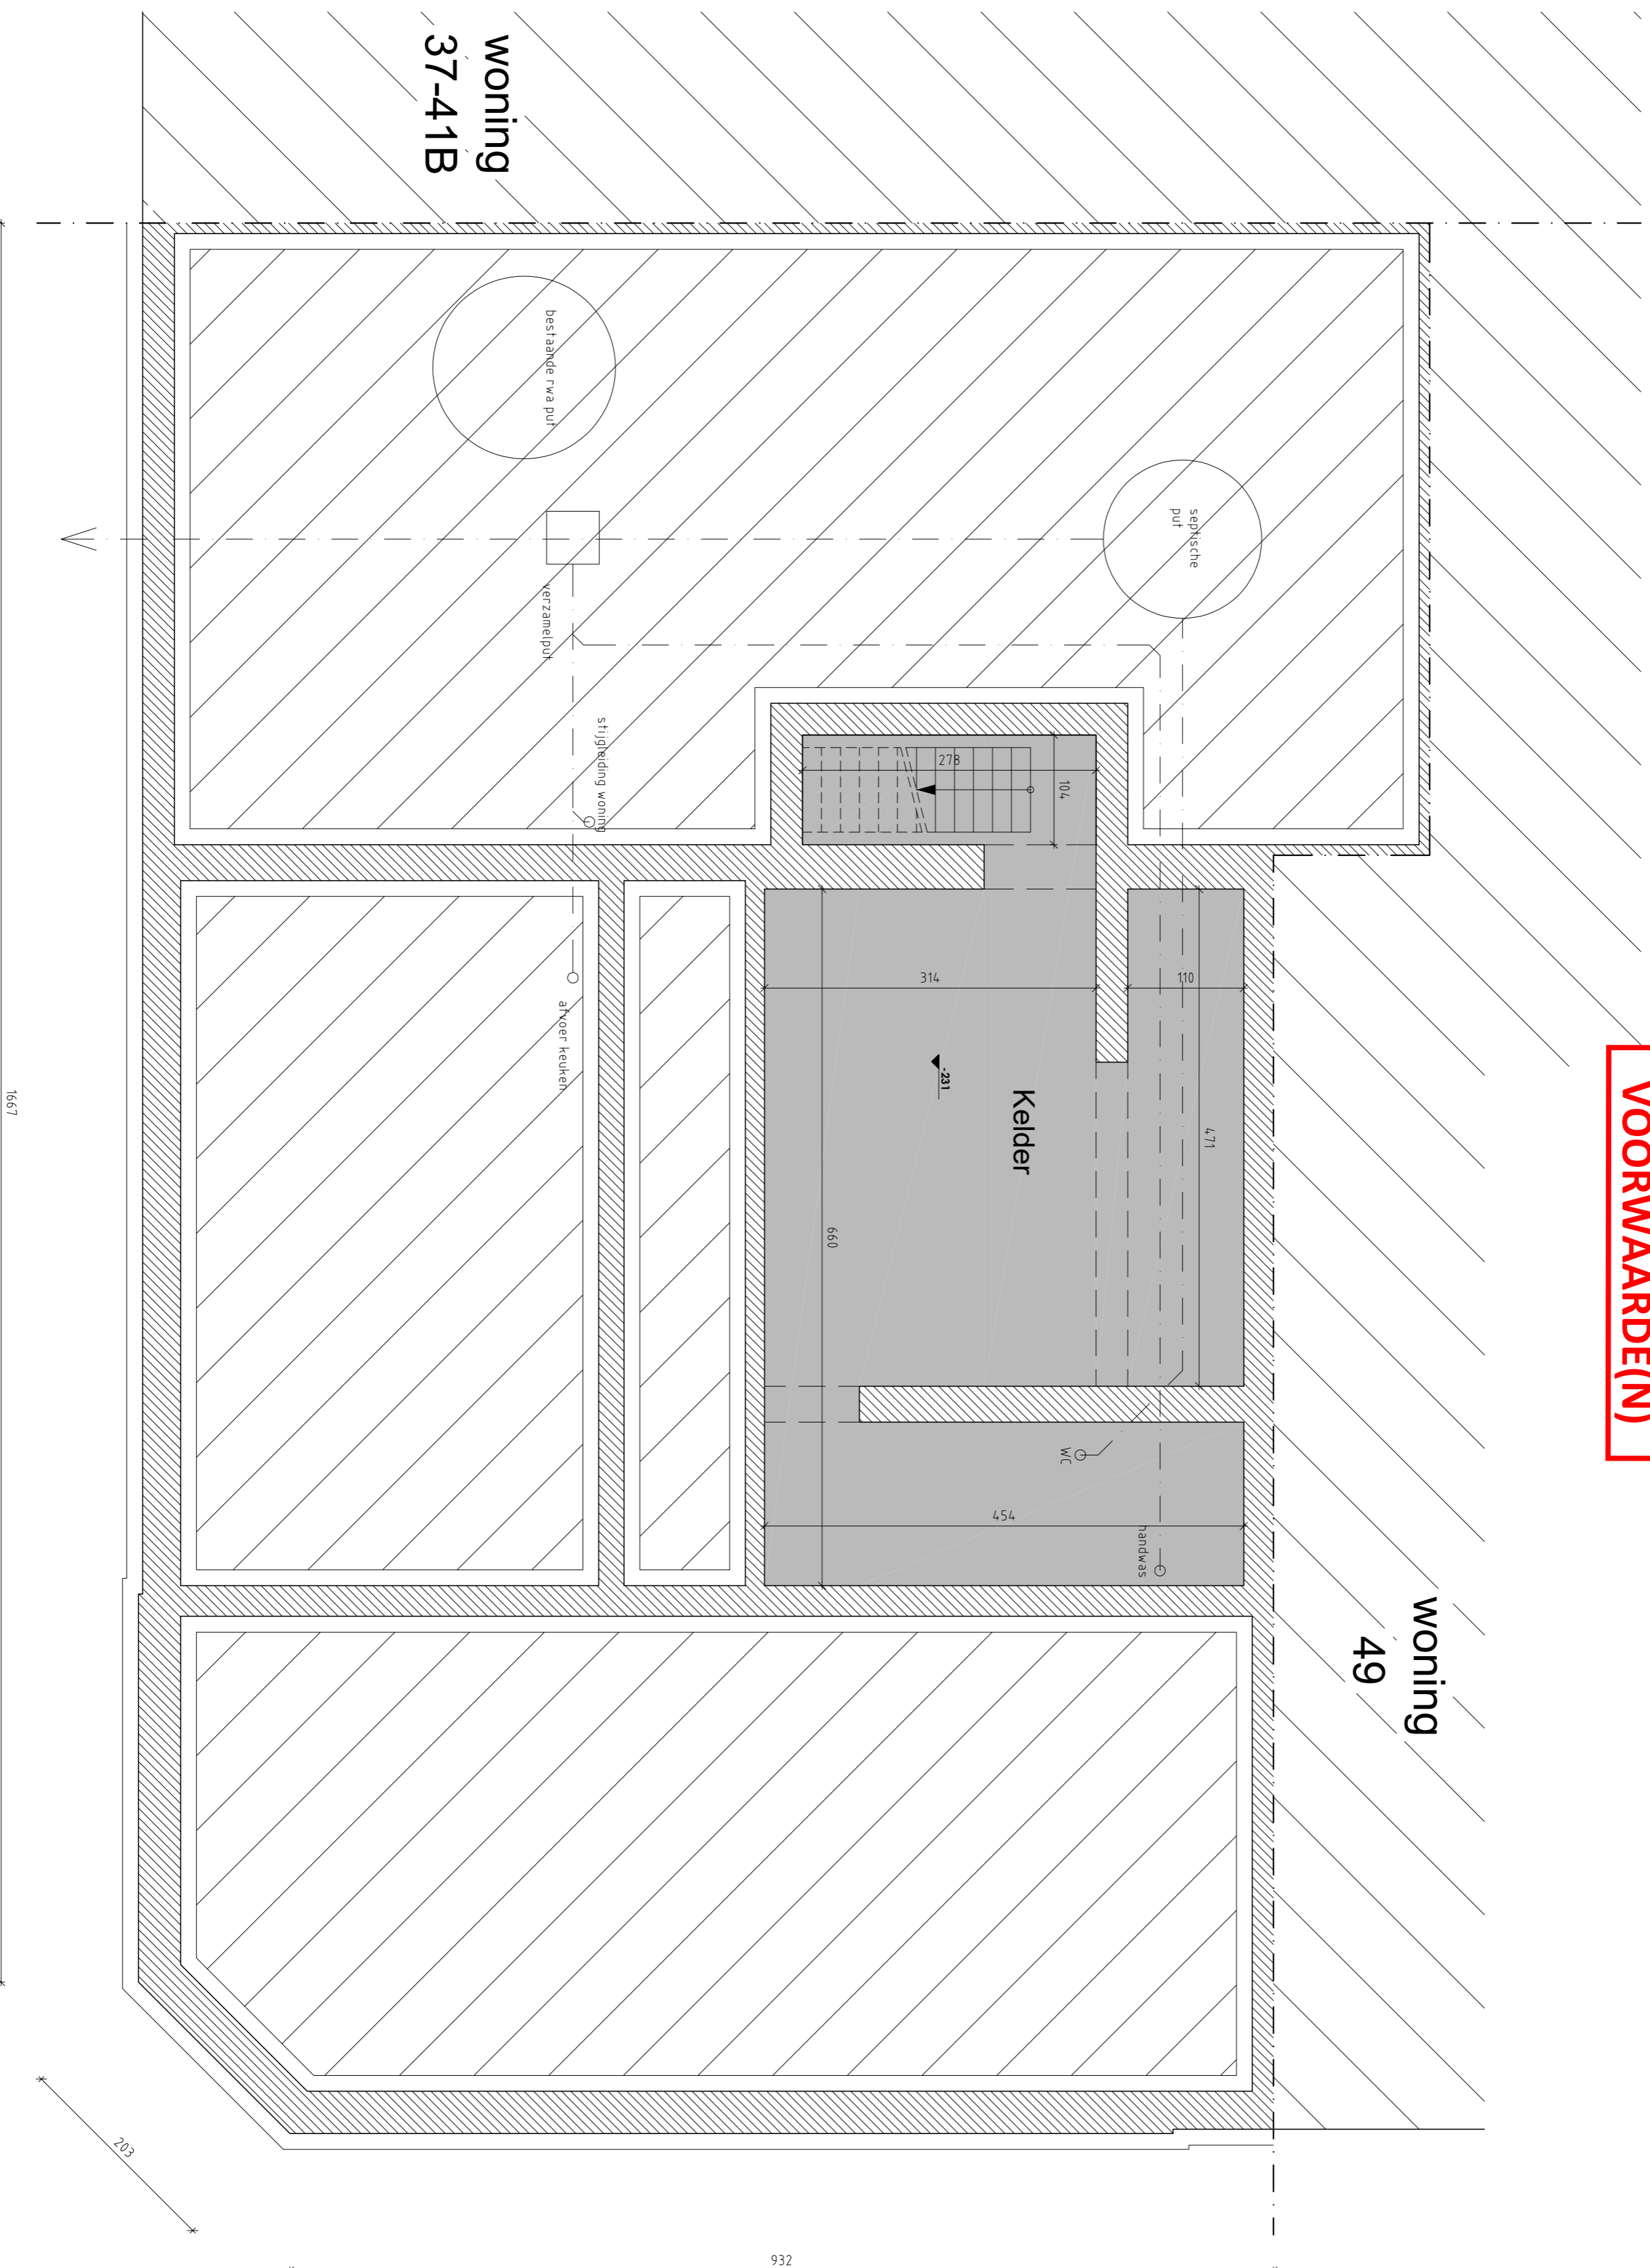 woning
37-41B
bestaande rwa put
septische
put
verzamelput
stijgleiding woning
278
104
314
110
afvoer keuken
-231
Kelder
471
660
WC
454
handwas
woning
49
VOORWAARDE(N)
1667
203
932